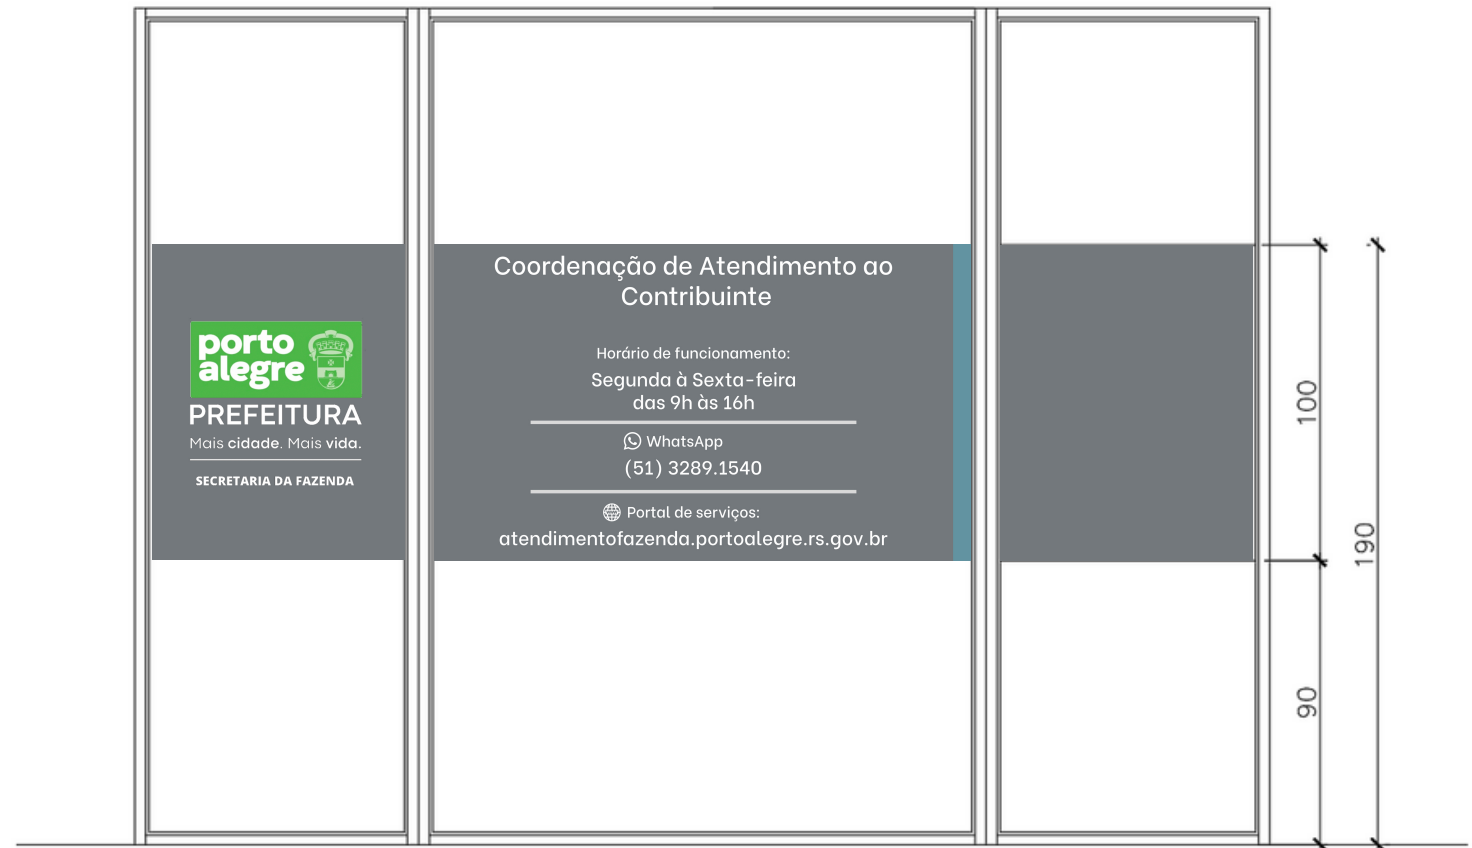 porto
alegre
PREFEITURA
Mais cidade. Mais vida.
SECRETARIA DA FAZENDA
Coordenação de Atendimento ao
Contribuinte
Horário de funcionamento:
Segunda à Sexta-feira
das 9h às 16h
WhatsApp
(51) 3289.1540
Portal de serviços:
atendimentofazenda.portoalegre.rs.gov.br
100
190
90